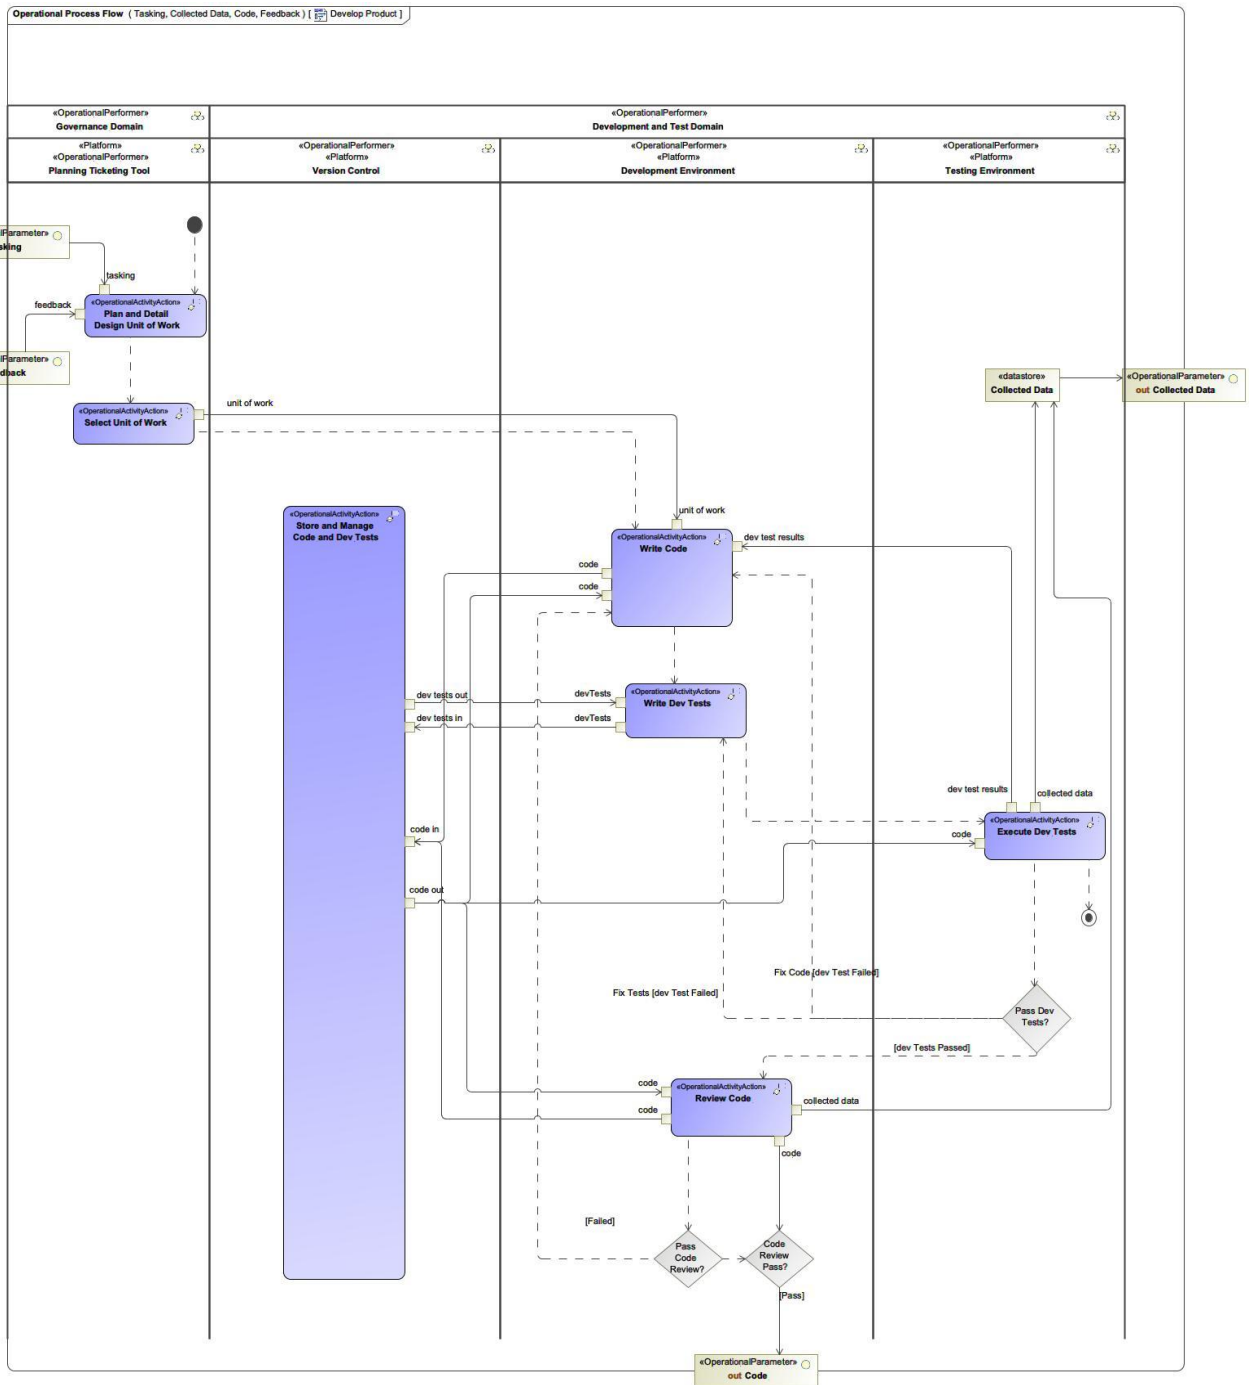 Operational Process Flow ( Tasking, Collected Data, Code, Feedback ) [ Develop Product ]
«OperationalPerformer»
Governance Domain
«OperationalPerformer»
Development and Test Domain
«Platform»
«OperationalPerformer»
Planning Ticketing Tool
«OperationalPerformer»
«Platform»
Version Control
«OperationalPerformer»
«Platform»
Development Environment
«OperationalPerformer»
«Platform»
Testing Environment
lParameter»
sking
tasking
feedback
«OperationalActivityAction»
Plan and Detail
Design Unit of Work
lParameter»
dback
«datastore»
Collected Data
«OperationalParameter»
out Collected Data
«OperationalActivityAction»
Select Unit of Work
unit of work
«OperationalActivityAction»
Store and Manage
Code and Dev Tests
unit of work
«OperationalActivityAction»
Write Code
dev test results
code
code
dev tests out
devTests
«OperationalActivityAction»
Write Dev Tests
dev tests in
devTests
dev test results
collected data
«OperationalActivityAction»
Execute Dev Tests
code in
code
code out
Fix Code [dev Test Failed]
Fix Tests [dev Test Failed]
Pass Dev
Tests?
[dev Tests Passed]
code
«OperationalActivityAction»
Review Code
code
collected data
code
[Failed]
Pass
Code
Review?
Code
Review
Pass?
[Pass]
«OperationalParameter»
out Code